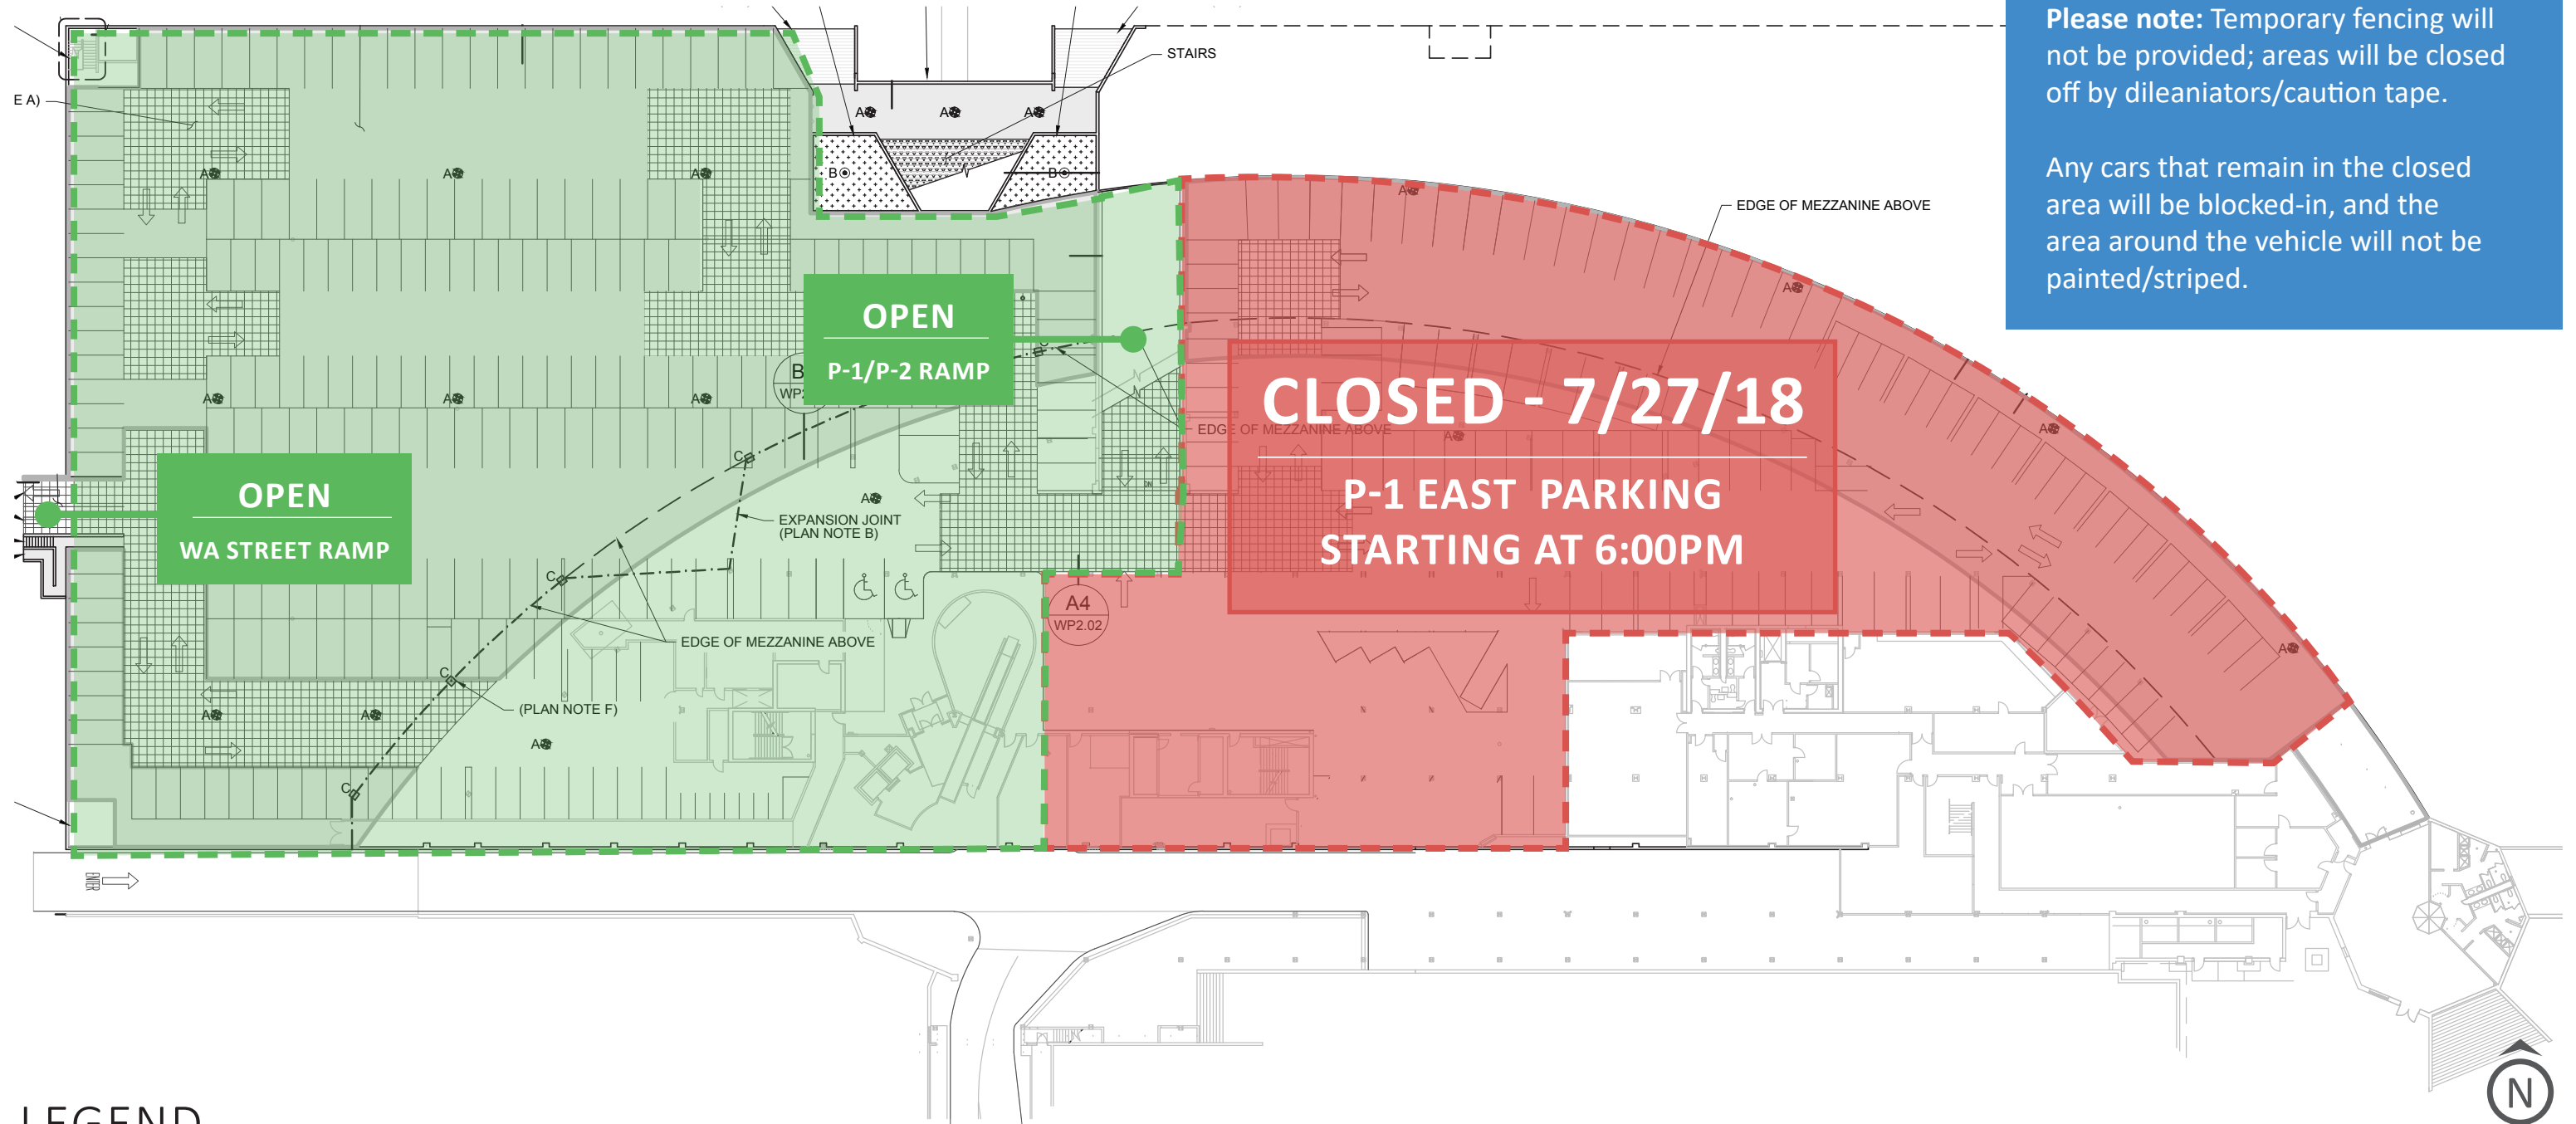 Please note: Temporary fencing will
not be provided; areas will be closed
off by dileaniators/caution tape.
Any cars that remain in the closed
area will be blocked-in, and the
area around the vehicle will not be
painted/striped.
STAIRS
E A)
A
A
A
B
B
A
A
A
A
EDGE OF MEZZANINE ABOVE
A
OPEN
P-1/P-2 RAMP
B
WP2
C
A
A
A
CLOSED - 7/27/18
EDGE OF MEZZANINE ABOVE
P-1 EAST PARKING
STARTING AT 6:00PM
A
A
OPEN
WA STREET RAMP
C
A
EXPANSION JOINT
(PLAN NOTE B)
DN
C
A4
WP2.02
EDGE OF MEZZANINE ABOVE
A
C
(PLAN NOTE F)
A
A
A
C
ENTER
LEGEND
N